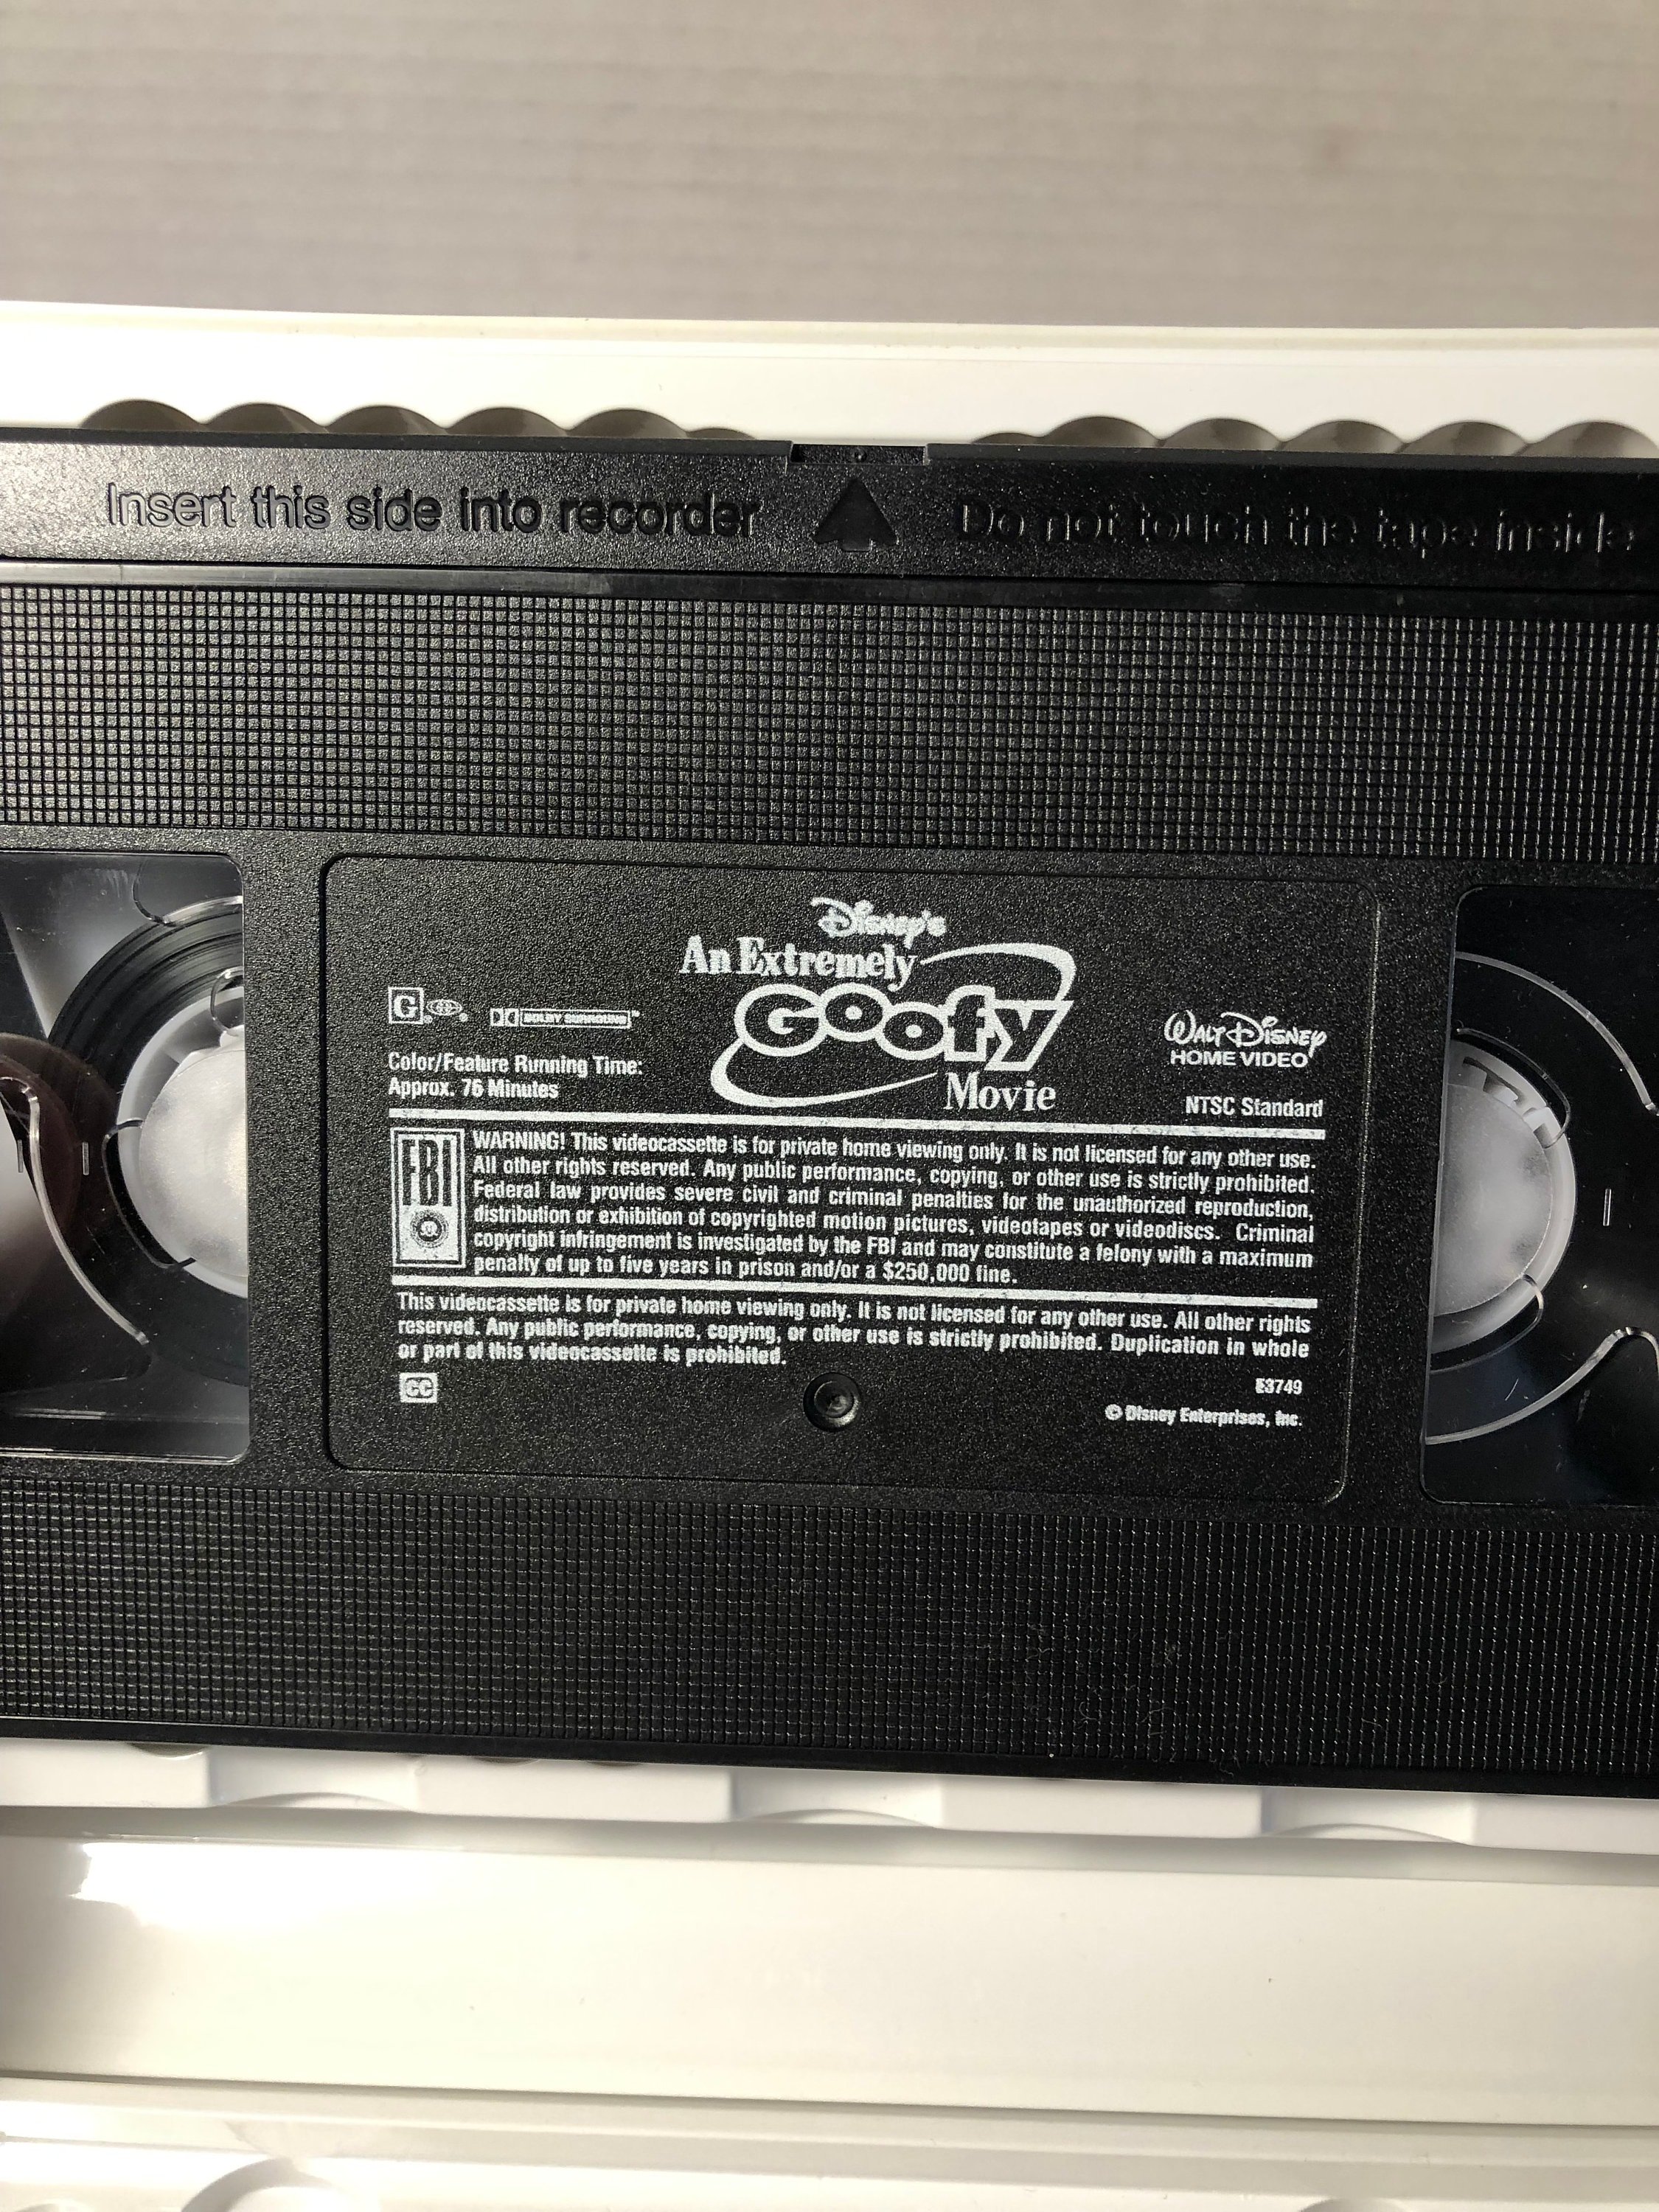 Insert this side into recorder
Do not touch the tape inside
Disney's
An Extremely
Goofy
Movie
G
DOLBY SURROUND™
Color/Feature Running Time:
Approx. 76 Minutes
WALT DISNEY
HOME VIDEO
NTSC Standard
FBI
WARNING! This videocassette is for private home viewing only. It is not licensed for any other use.
All other rights reserved. Any public performance, copying, or other use is strictly prohibited.
Federal law provides severe civil and criminal penalties for the unauthorized reproduction,
distribution or exhibition of copyrighted motion pictures, videotapes or videodiscs. Criminal
copyright infringement is investigated by the FBI and may constitute a felony with a maximum
penalty of up to five years in prison and/or a $250,000 fine.
This videocassette is for private home viewing only. It is not licensed for any other use. All other rights
reserved. Any public performance, copying, or other use is strictly prohibited. Duplication in whole
or part of this videocassette is prohibited.
CC
E3749
© Disney Enterprises, Inc.